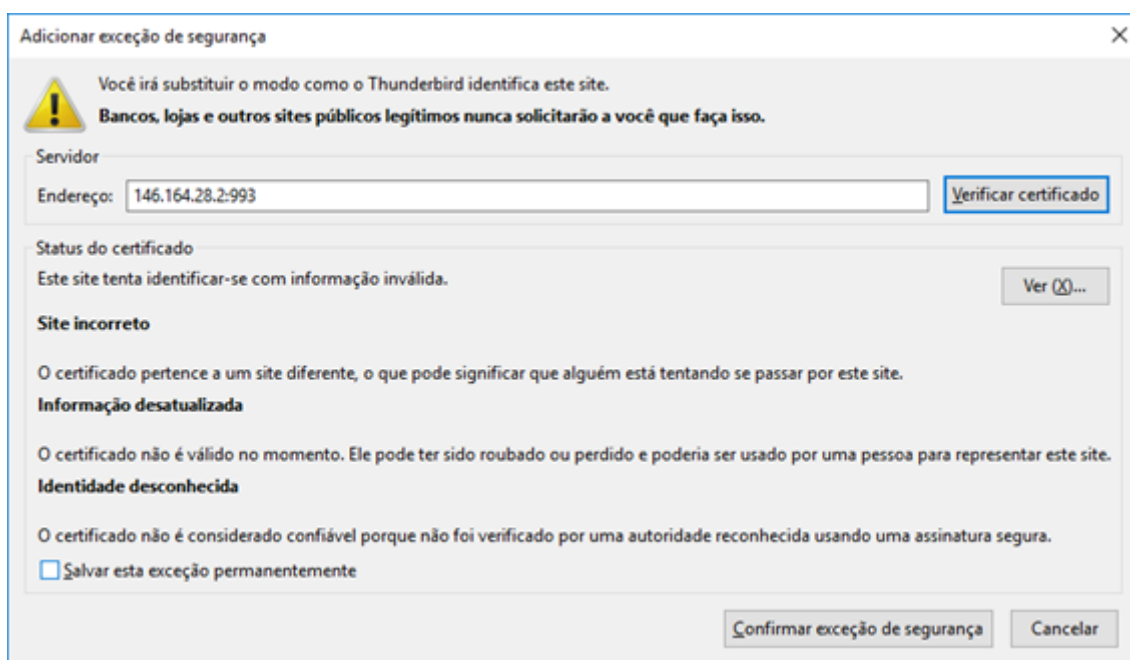 Adicionar exceção de segurança
Você irá substituir o modo como o Thunderbird identifica este site.
Bancos, lojas e outros sites públicos legítimos nunca solicitarão a você que faça isso.
Servidor
Endereço: 146.164.28.2:993 Verificar certificado
Status do certificado
Este site tenta identificar-se com informação inválida.
Ver (X)...
Site incorreto
O certificado pertence a um site diferente, o que pode significar que alguém está tentando se passar por este site.
Informação desatualizada
O certificado não é válido no momento. Ele pode ter sido roubado ou perdido e poderia ser usado por uma pessoa para representar este site.
Identidade desconhecida
O certificado não é considerado confiável porque não foi verificado por uma autoridade reconhecida usando uma assinatura segura.
Salvar esta exceção permanentemente
Confirmar exceção de segurança Cancelar